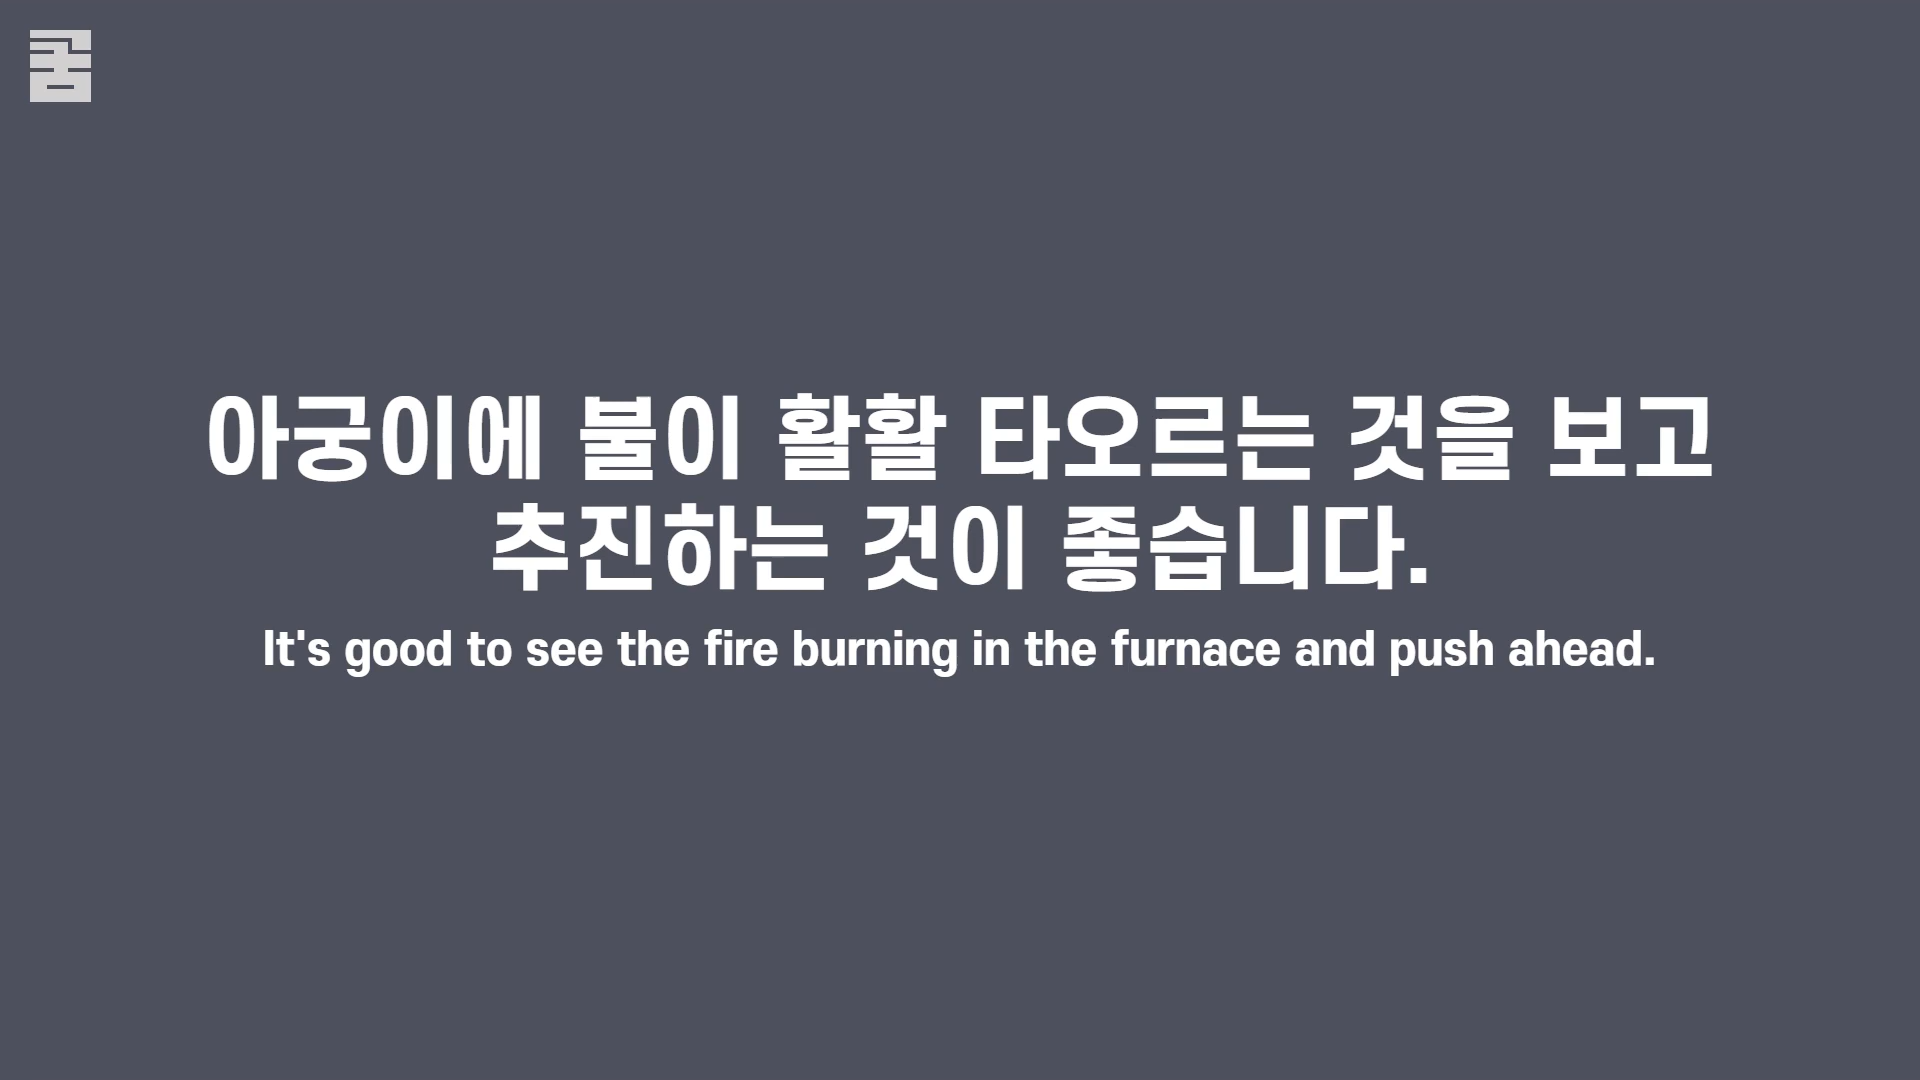 꿈
아궁이에 불이 활활 타오르는 것을 보고
추진하는 것이 좋습니다.
It's good to see the fire burning in the furnace and push ahead.